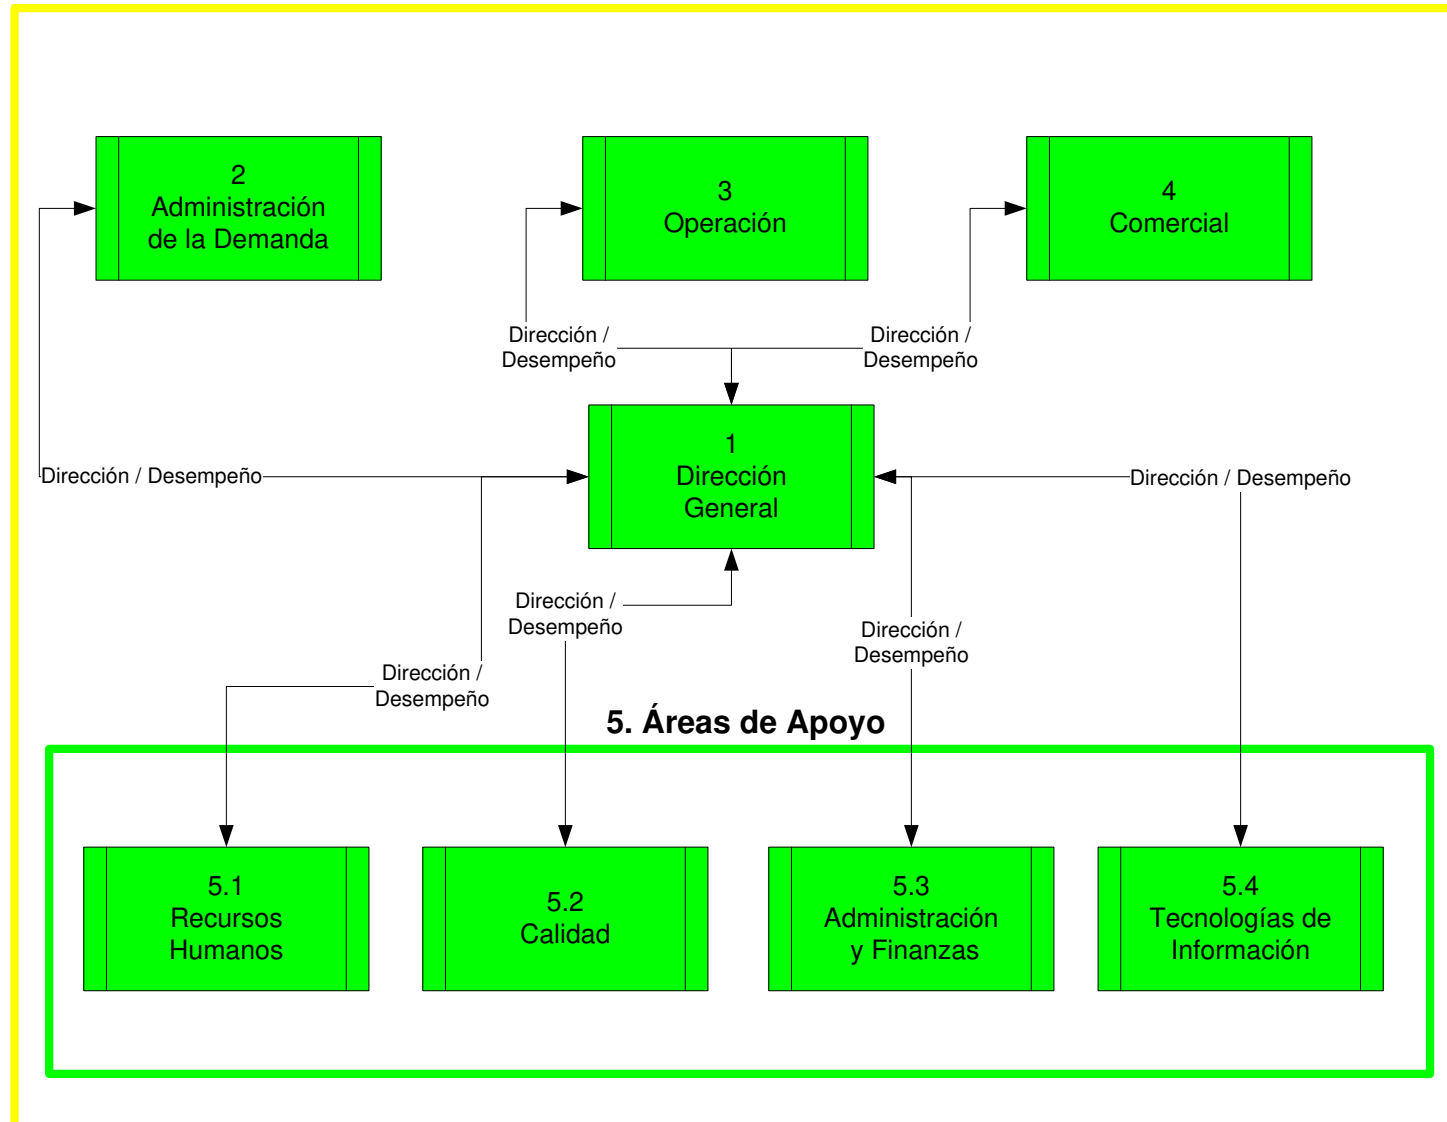 2
Administración
de la Demanda
3
Operación
4
Comercial
Dirección /
Desempeño
Dirección /
Desempeño
1
Dirección
General
Dirección / Desempeño
Dirección / Desempeño
Dirección /
Desempeño
Dirección /
Desempeño
Dirección /
Desempeño
5. Áreas de Apoyo
5.1
Recursos
Humanos
5.2
Calidad
5.3
Administración
y Finanzas
5.4
Tecnologías de
Información